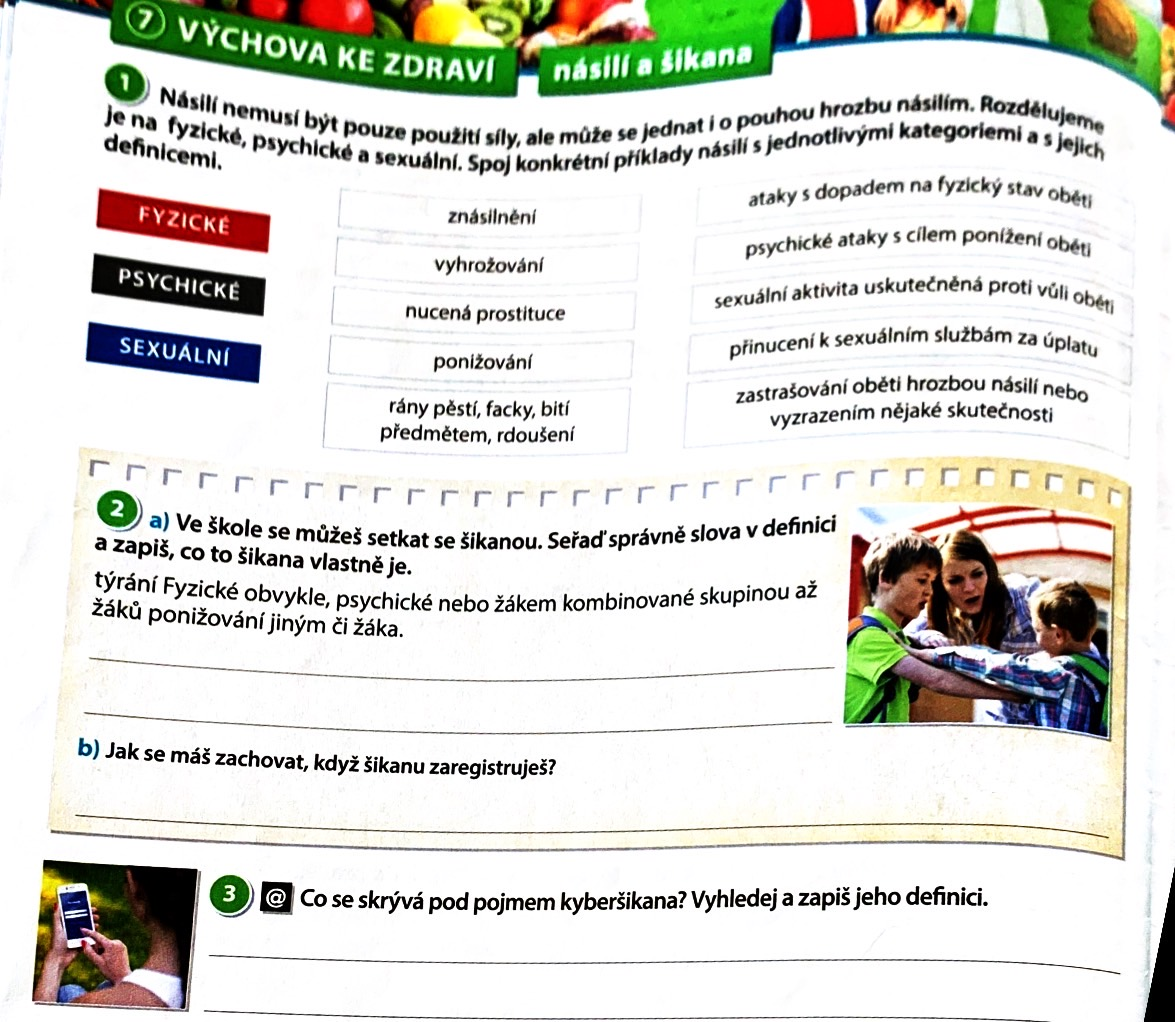 7 VÝCHOVA KE ZDRAVÍ násilí a šikana
1 Násilí nemusí být pouze použití síly, ale může se jednat i o pouhou hrozbu násilím. Rozdělujeme
je na fyzické, psychické a sexuální. Spoj konkrétní příklady násilí s jednotlivými kategoriemi a s jejich
definicemi.
FYZICKÉ
PSYCHICKÉ
SEXUÁLNÍ
znásilnění
vyhrožování
nucená prostituce
ponižování
rány pěstí, facky, bití
předmětem, rdoušení
ataky s dopadem na fyzický stav oběti
psychické ataky s cílem ponížení oběti
sexuální aktivita uskutečněná proti vůli oběti
přinucení k sexuálním službám za úplatu
zastrašování oběti hrozbou násilí nebo
vyzrazením nějaké skutečnosti
2 a) Ve škole se můžeš setkat se šikanou. Seřaď správně slova v definici
a zapiš, co to šikana vlastně je.
týrání Fyzické obvykle, psychické nebo žákem kombinované skupinou až
žáků ponižování jiným či žáka.
b) Jak se máš zachovat, když šikanu zaregistruješ?
3 @ Co se skrývá pod pojmem kyberšikana? Vyhledej a zapiš jeho definici.